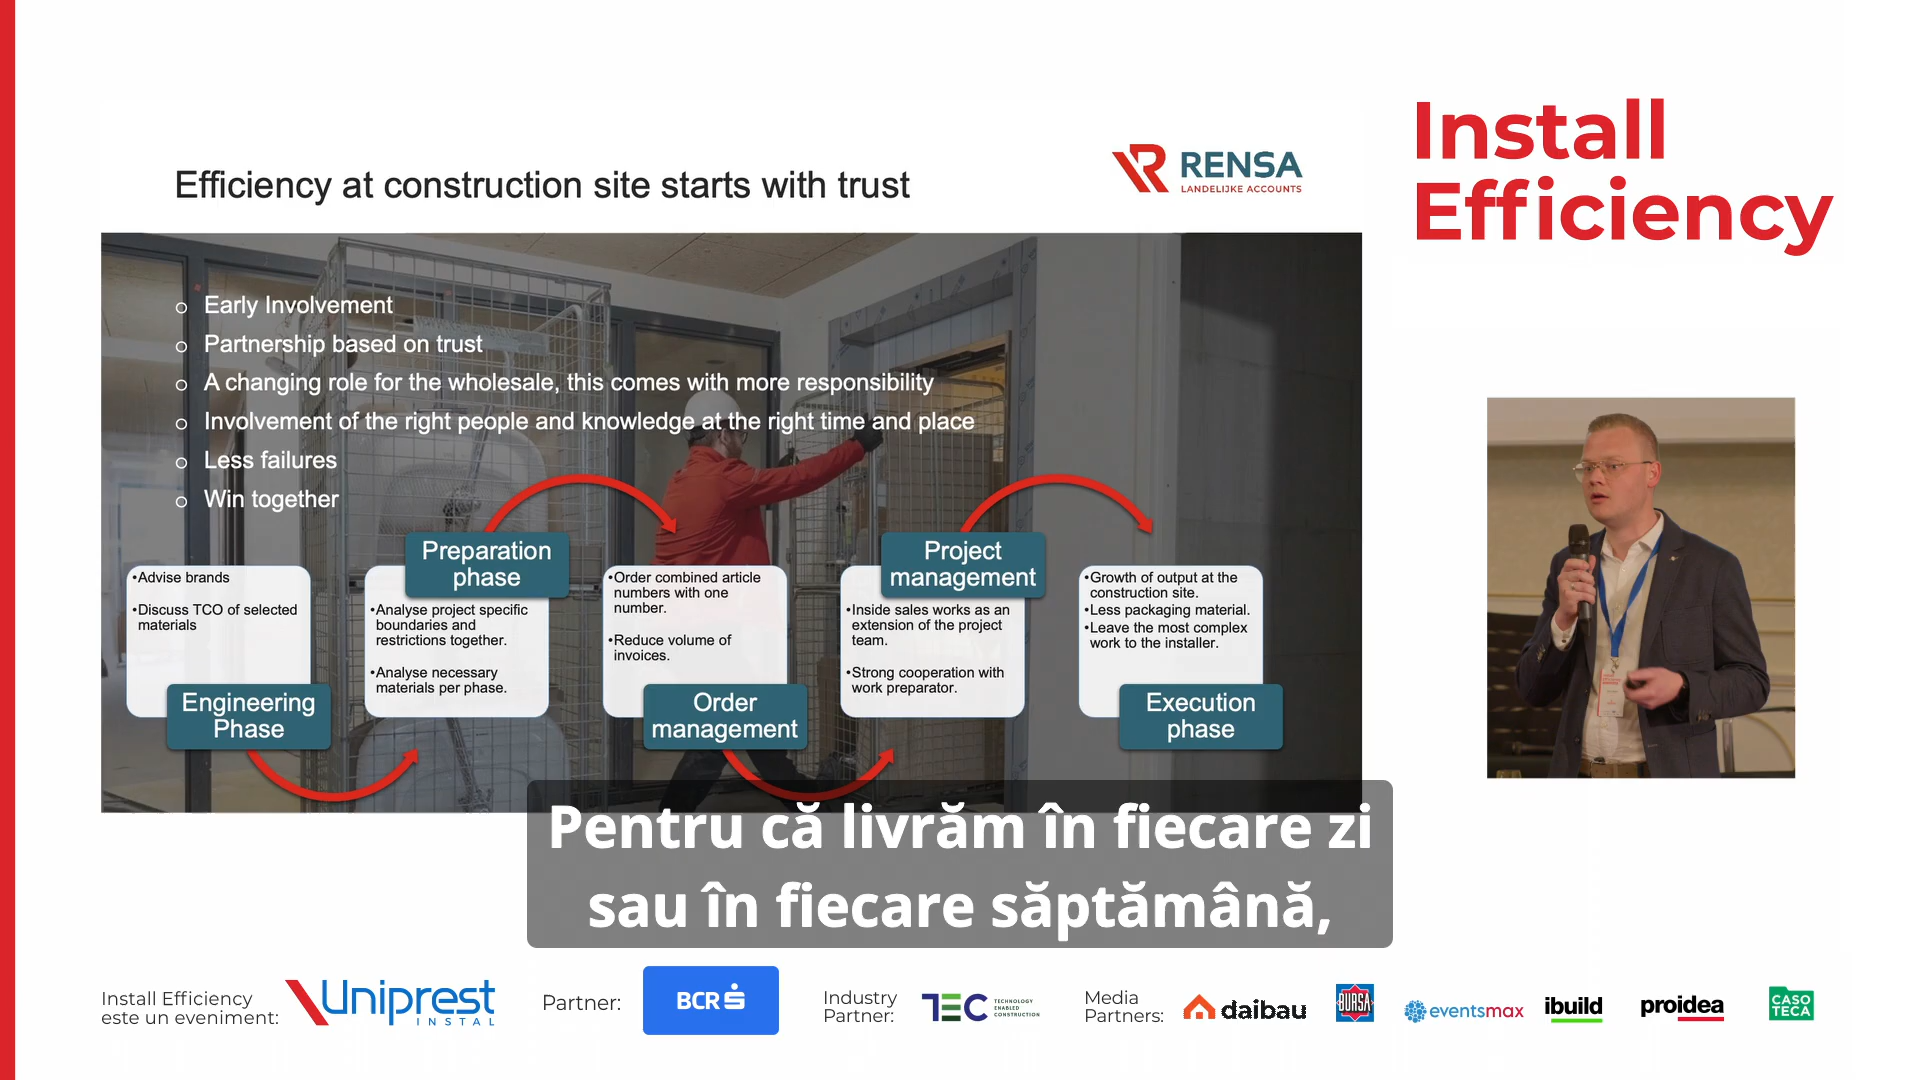 Install
Efficiency
Efficiency at construction site starts with trust
RENSA
LANDELIJKE ACCOUNTS
o Early Involvement
o Partnership based on trust
o A changing role for the wholesale, this comes with more responsibility
o Involvement of the right people and knowledge at the right time and place
o Less failures
o Win together
•Advise brands
•Discuss TCO of selected
materials
Engineering
Phase
Preparation
phase
•Analyse project specific
boundaries and
restrictions together.
•Analyse necessary
materials per phase.
•Order combined article
numbers with one
number.
•Reduce volume of
invoices.
Order
management
Project
management
•Inside sales works as an
extension of the project
team.
•Strong cooperation with
work preparator.
•Growth of output at the
construction site.
•Less packaging material.
•Leave the most complex
work to the installer.
Execution
phase
Pentru că livrăm în fiecare zi
sau în fiecare săptămână,
Install Efficiency
este un eveniment:
Uniprest
INSTAL
Partner:
BCR
Industry
Partner:
TEC
TECHNOLOGY
ENABLED
CONSTRUCTION
Media
Partners:
daibau
BURSA
eventsmax
ibuild
proidea
CASO
TECA